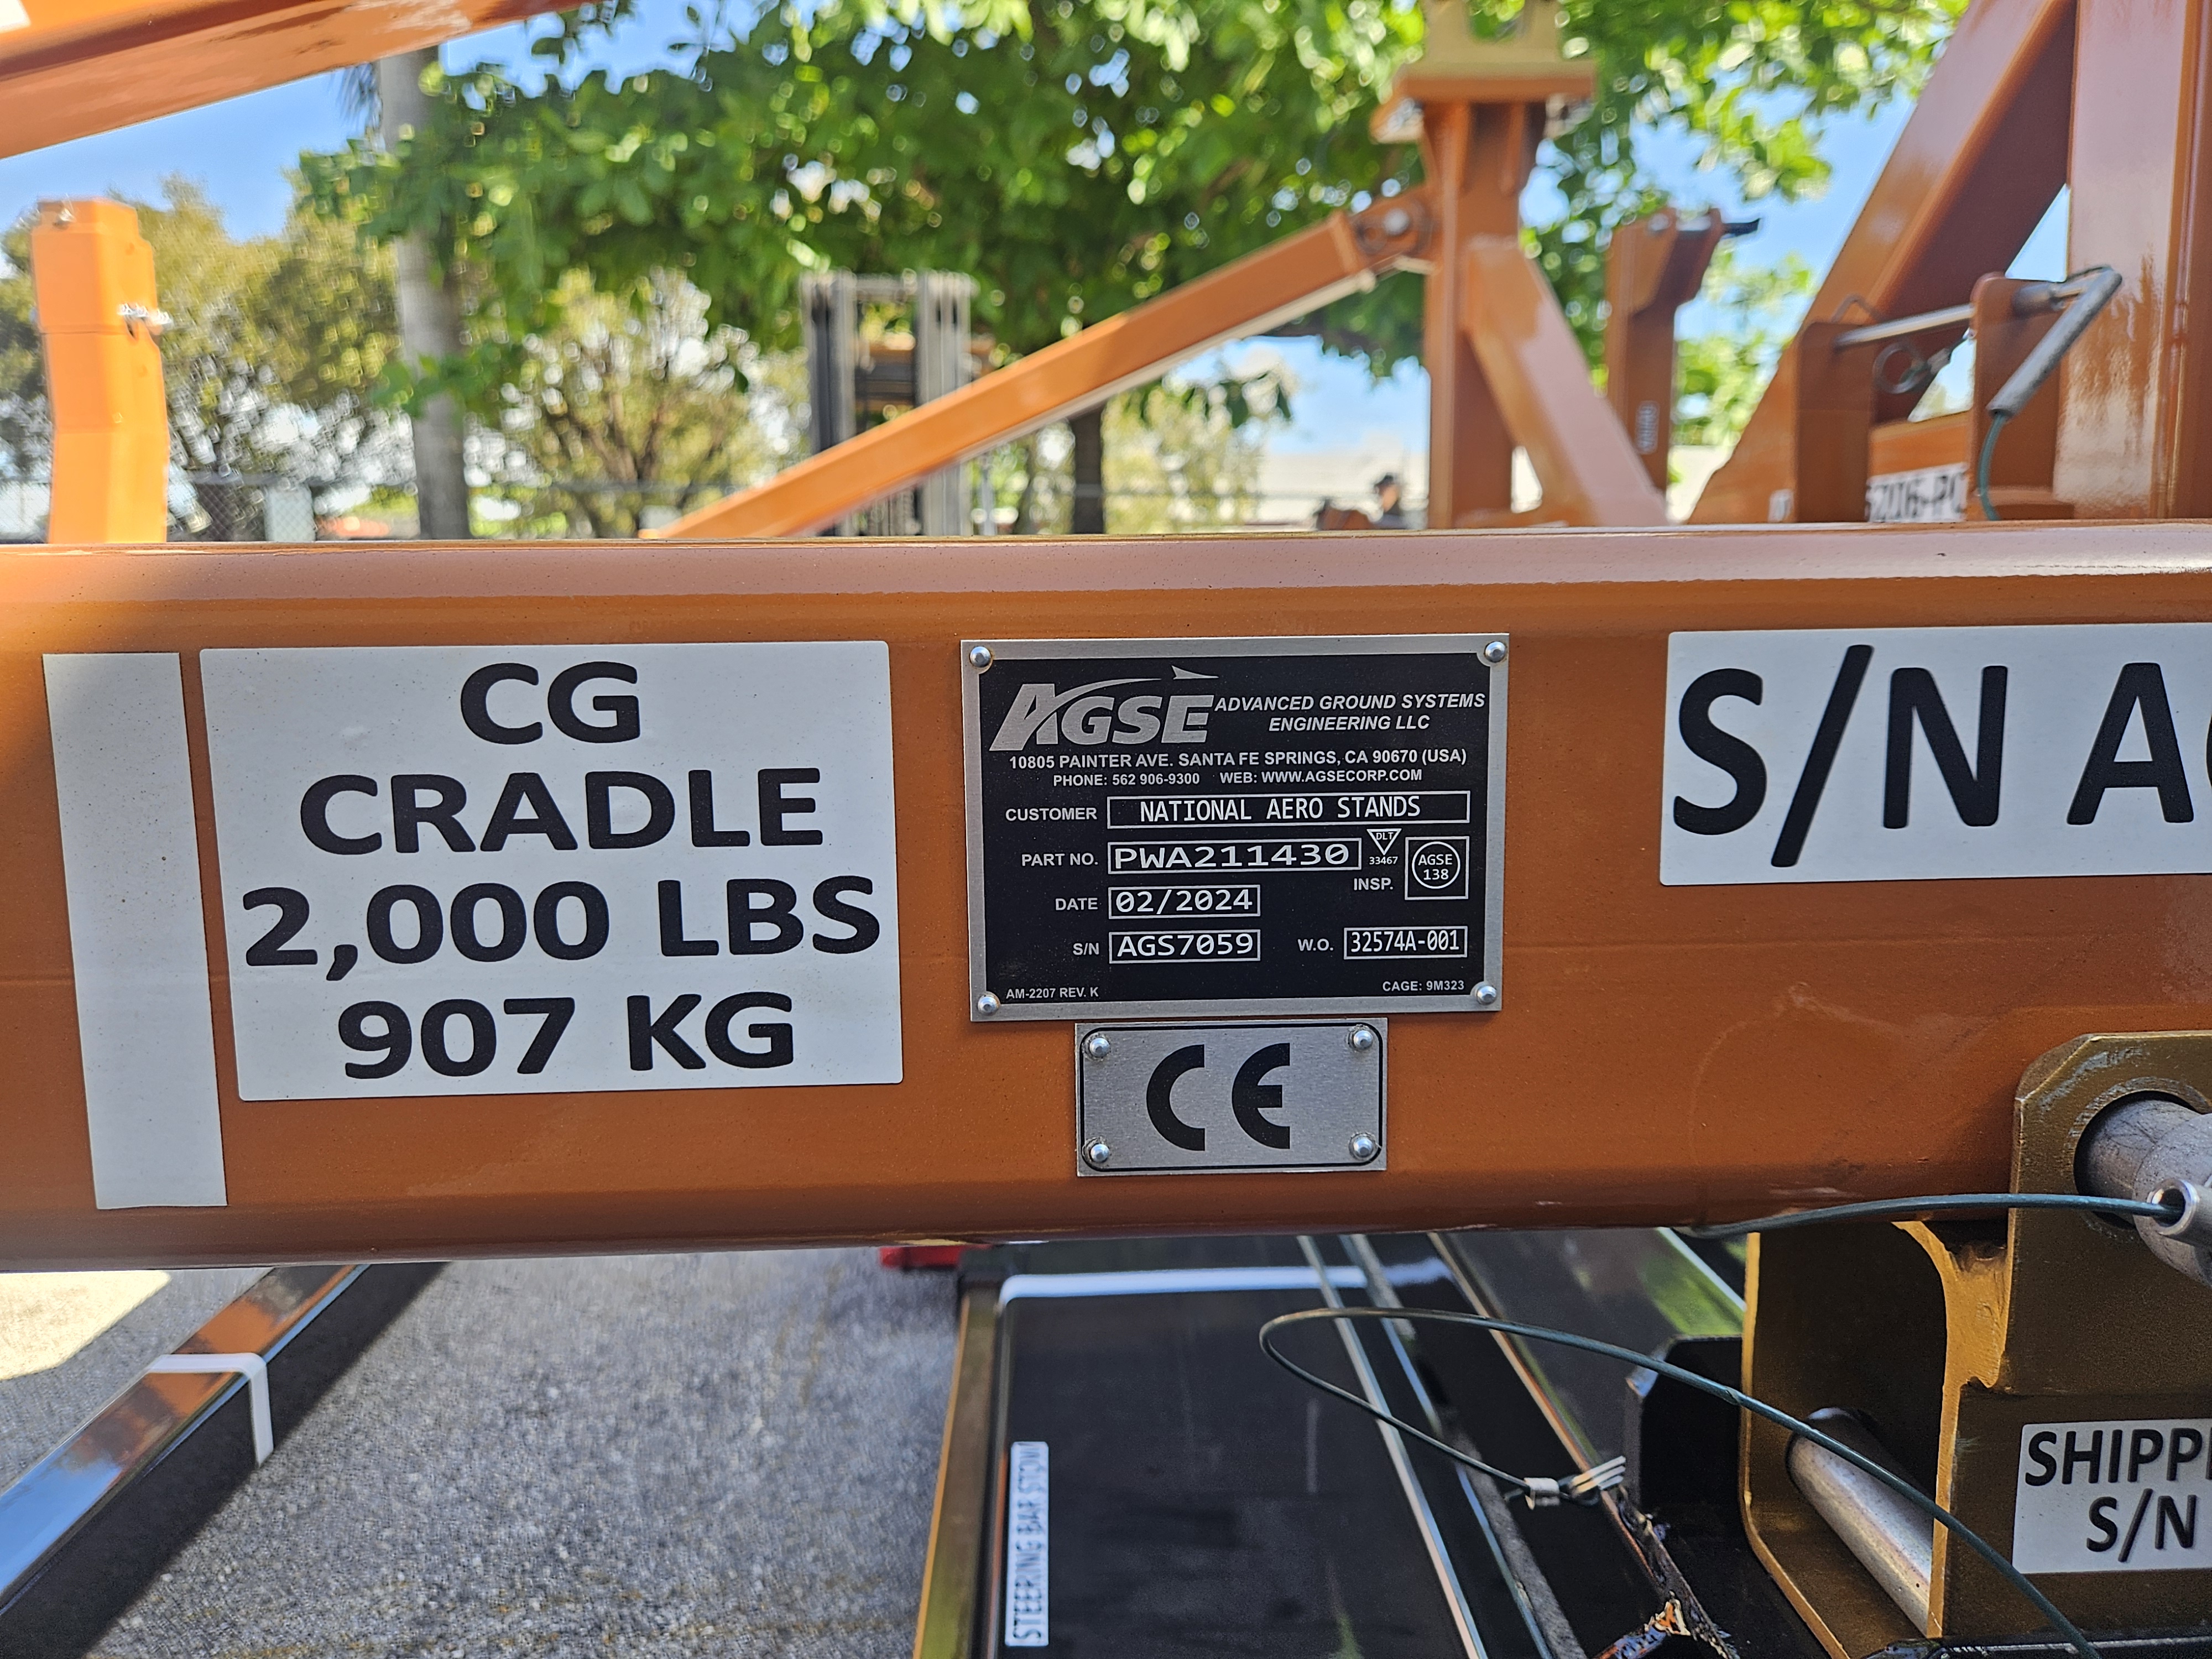 CG
CRADLE
2,000 LBS
907 KG
AGSE ADVANCED GROUND SYSTEMS
ENGINEERING LLC
10805 PAINTER AVE. SANTA FE SPRINGS, CA 90670 (USA)
PHONE: 562 906-9300 WEB: WWW.AGSECORP.COM
CUSTOMER NATIONAL AERO STANDS
PART NO. PWA211430
DLT
33467
INSP. AGSE
138
DATE 02/2024
S/N AGS7059 W.O. 32574A-001
AM-2207 REV. K CAGE: 9M323
CE
S/N
STEERING BAR STOW
S/N